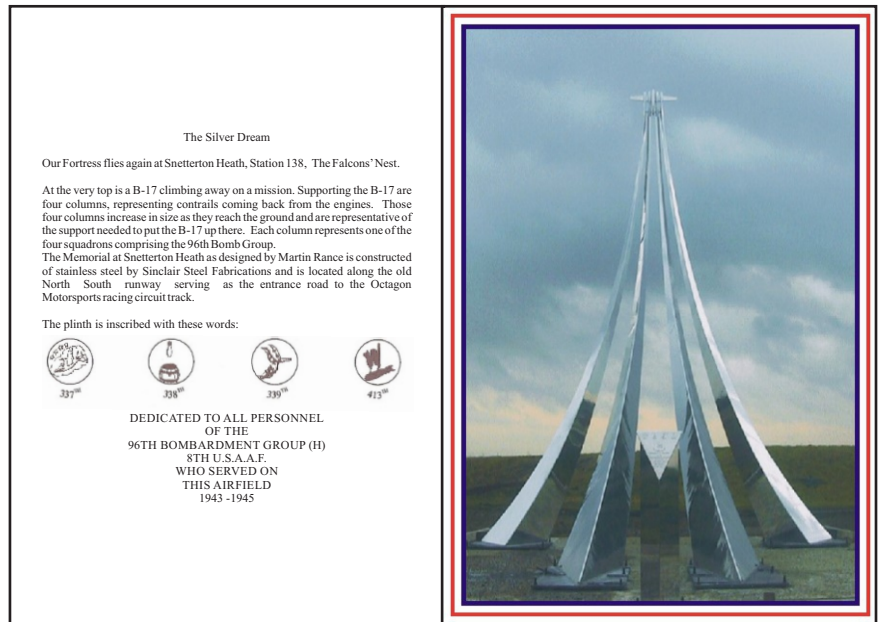 The Silver Dream
Our Fortress flies again at Snetterton Heath, Station 138, The Falcons' Nest.
At the very top is a B-17 climbing away on a mission. Supporting the B-17 are
four columns, representing contrails coming back from the engines. Those
four columns increase in size as they reach the ground and are representative of
the support needed to put the B-17 up there. Each column represents one of the
four squadrons comprising the 96th Bomb Group.
The Memorial at Snetterton Heath as designed by Martin Rance is constructed
of stainless steel by Sinclair Steel Fabrications and is located along the old
North South runway serving as the entrance road to the Octagon
Motorsports racing circuit track.
The plinth is inscribed with these words:
337TH 338TH 339TH 413TH
DEDICATED TO ALL PERSONNEL
OF THE
96TH BOMBARDMENT GROUP (H)
8TH U.S.A.A.F.
WHO SERVED ON
THIS AIRFIELD
1943 -1945